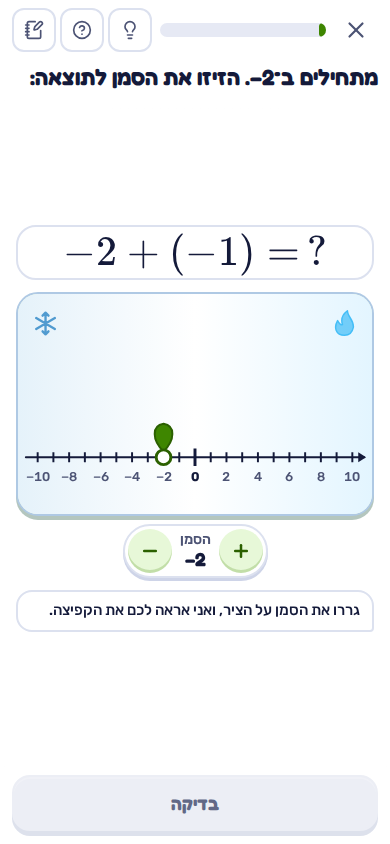 מתחילים ב־2−. הזיזו את הסמן לתוצאה:
−2 + (−1) = ?
−10 −8 −6 −4 −2 0 2 4 6 8 10
הסמן
−2
− +
גררו את הסמן על הציר, ואני אראה לכם את הקפיצה.
בדיקה